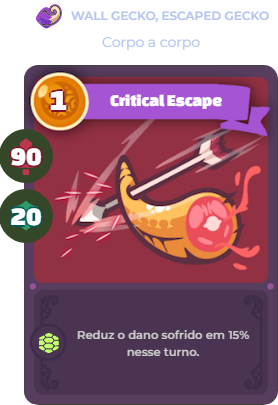 WALL GECKO, ESCAPED GECKO
Corpo a corpo
1
Critical Escape
90
20
Reduz o dano sofrido em 15%
nesse turno.